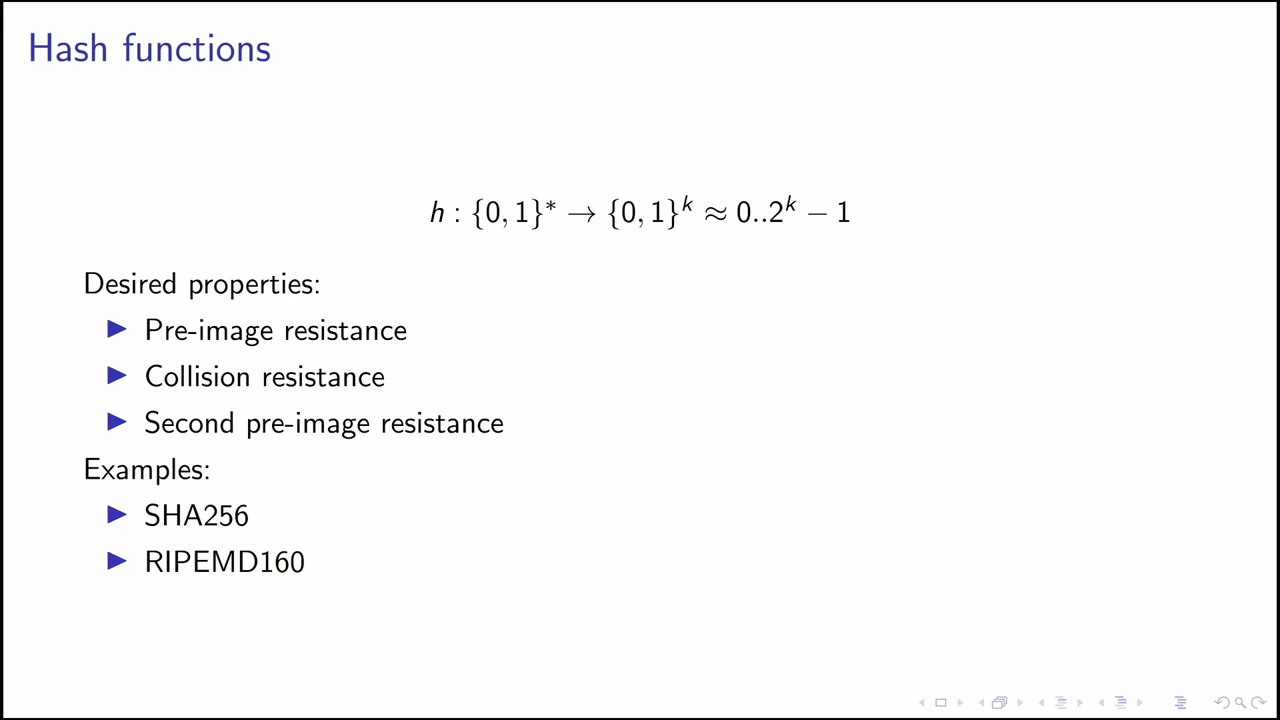 Hash functions
h : {0, 1}* → {0, 1}^k ≈ 0..2^k − 1
Desired properties:
▶ Pre-image resistance
▶ Collision resistance
▶ Second pre-image resistance
Examples:
▶ SHA256
▶ RIPEMD160